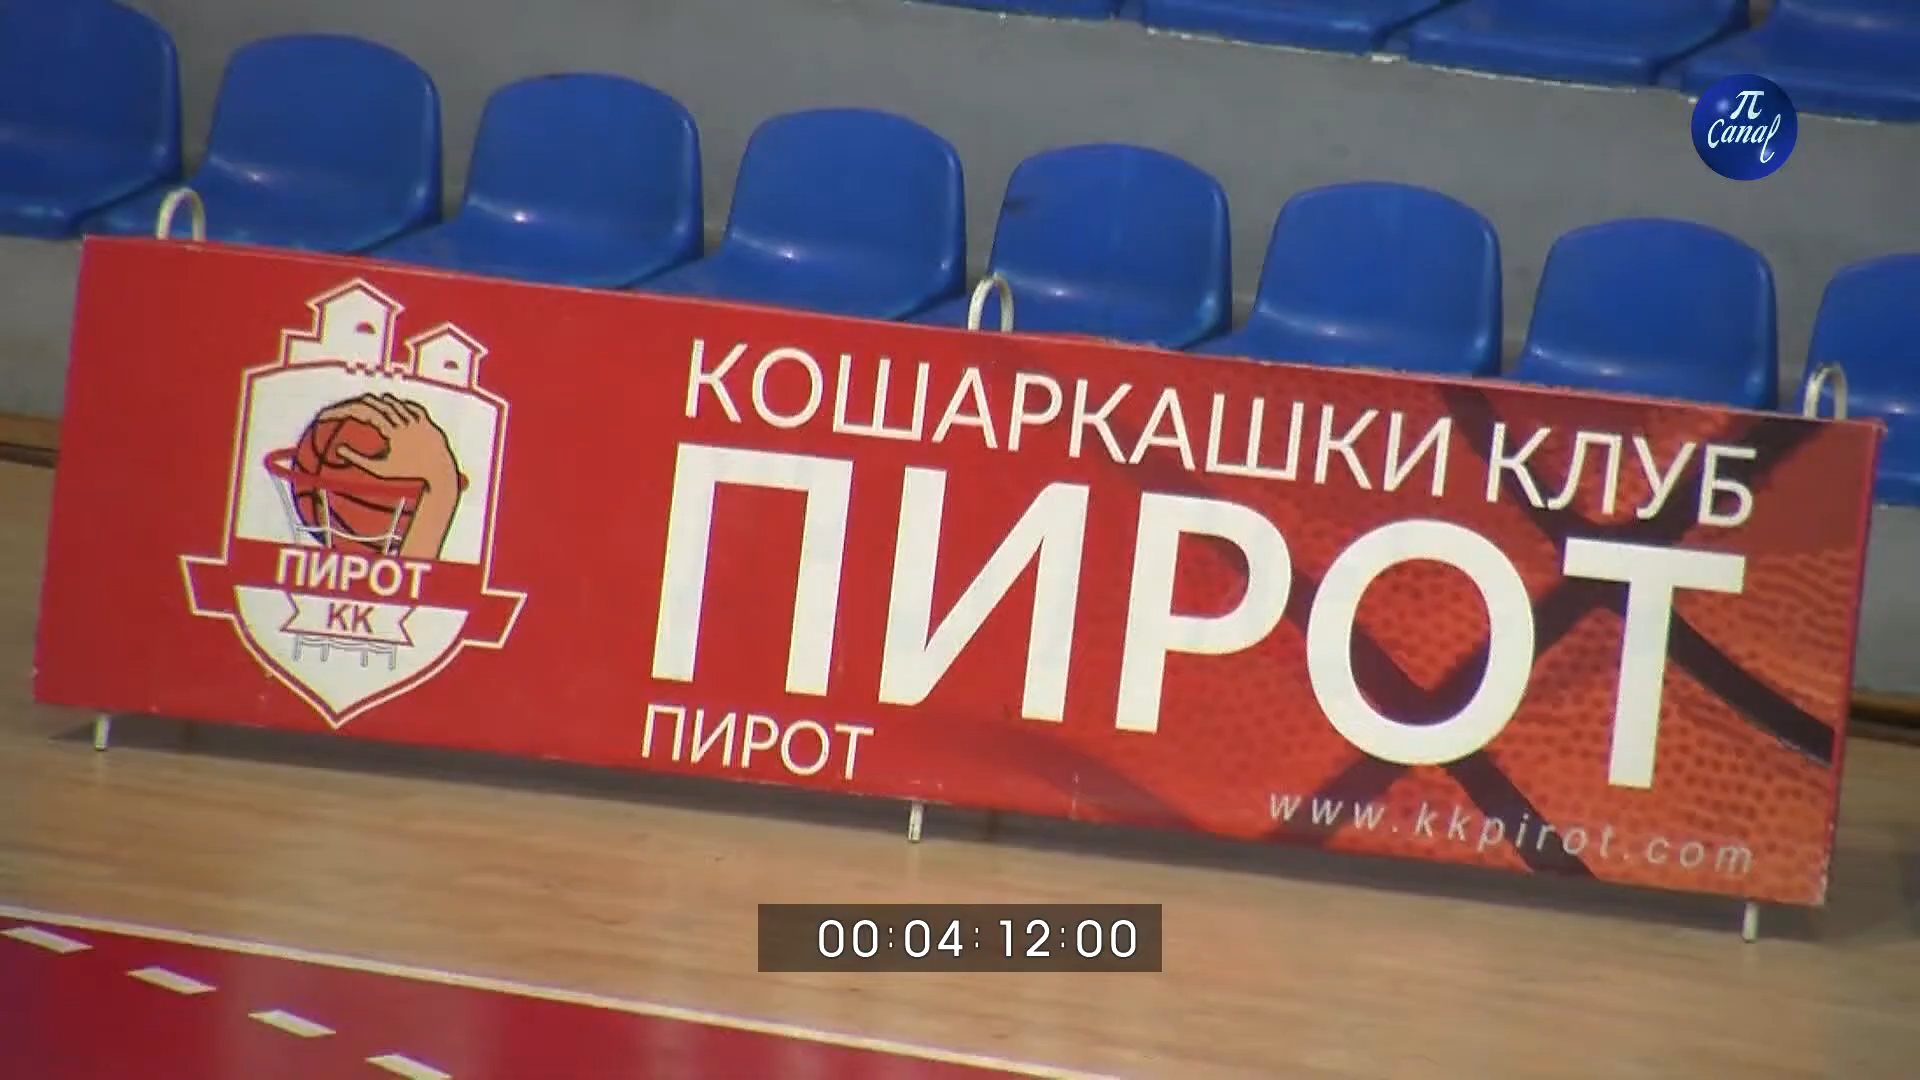 π
Canal
КОШАРКАШКИ КЛУБ
ПИРОТ
ПИРОТ
www.kkpirot.com
ПИРОТ
КК
00:04:12:00